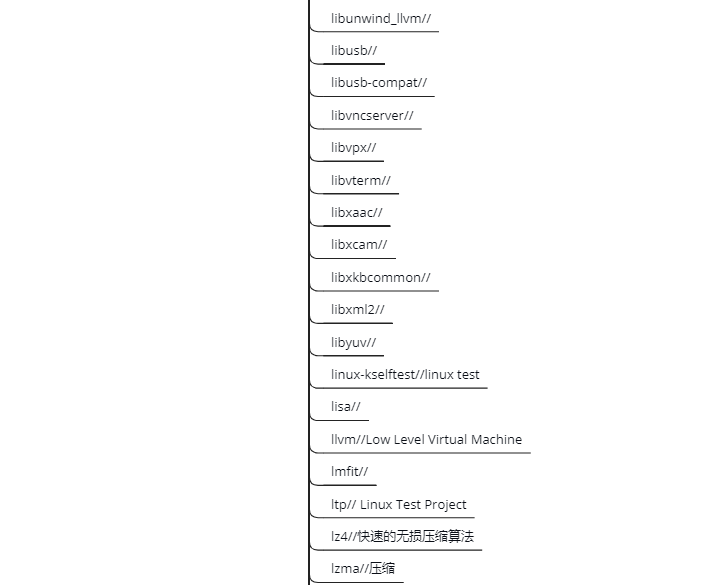 libunwind_llvm//
libusb//
libusb-compat//
libvncserver//
libvpx//
libvterm//
libxaac//
libxcam//
libxkbcommon//
libxml2//
libyuv//
linux-kselftest//linux test
lisa//
llvm//Low Level Virtual Machine
lmfit//
ltp// Linux Test Project
lz4//快速的无损压缩算法
lzma//压缩